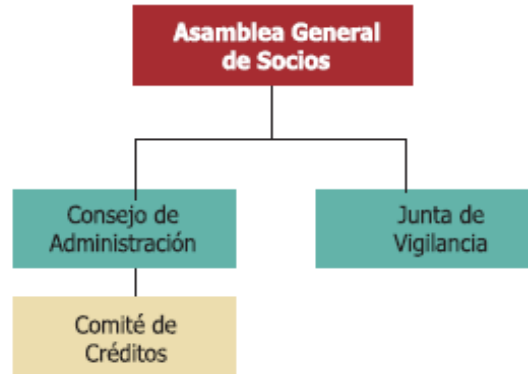 Asamblea General
de Socios
Consejo de
Administración
Junta de
Vigilancia
Comité de
Créditos